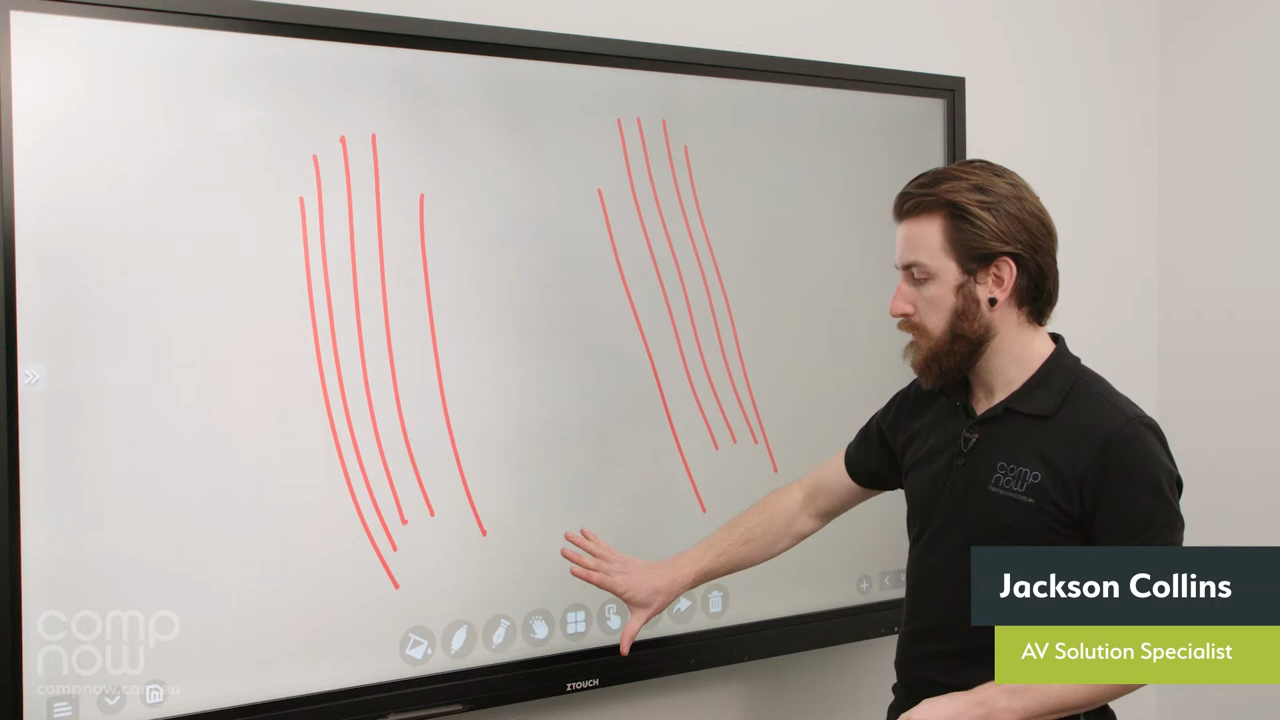 comp
now
Jackson Collins
AV Solution Specialist
comp
now
compnow.com.au
ZTOUCH